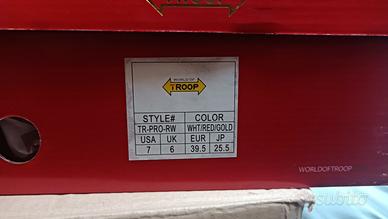 WORLD OF
TROOP
STYLE# COLOR
TR-PRO-RW WHT/RED/GOLD
USA UK EUR JP
7 6 39.5 25.5
WORLDOFTROOP
subito